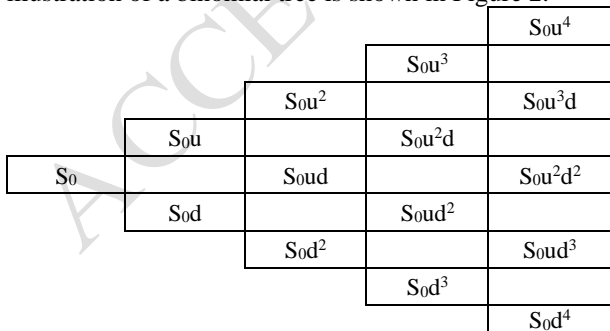 illustration of a binomial tree is shown in Figure 2.
S₀u⁴
S₀u³
S₀u² S₀u³d
S₀u S₀u²d
S₀ S₀ud S₀u²d²
S₀d S₀ud²
S₀d² S₀ud³
S₀d³
S₀d⁴
ACCE